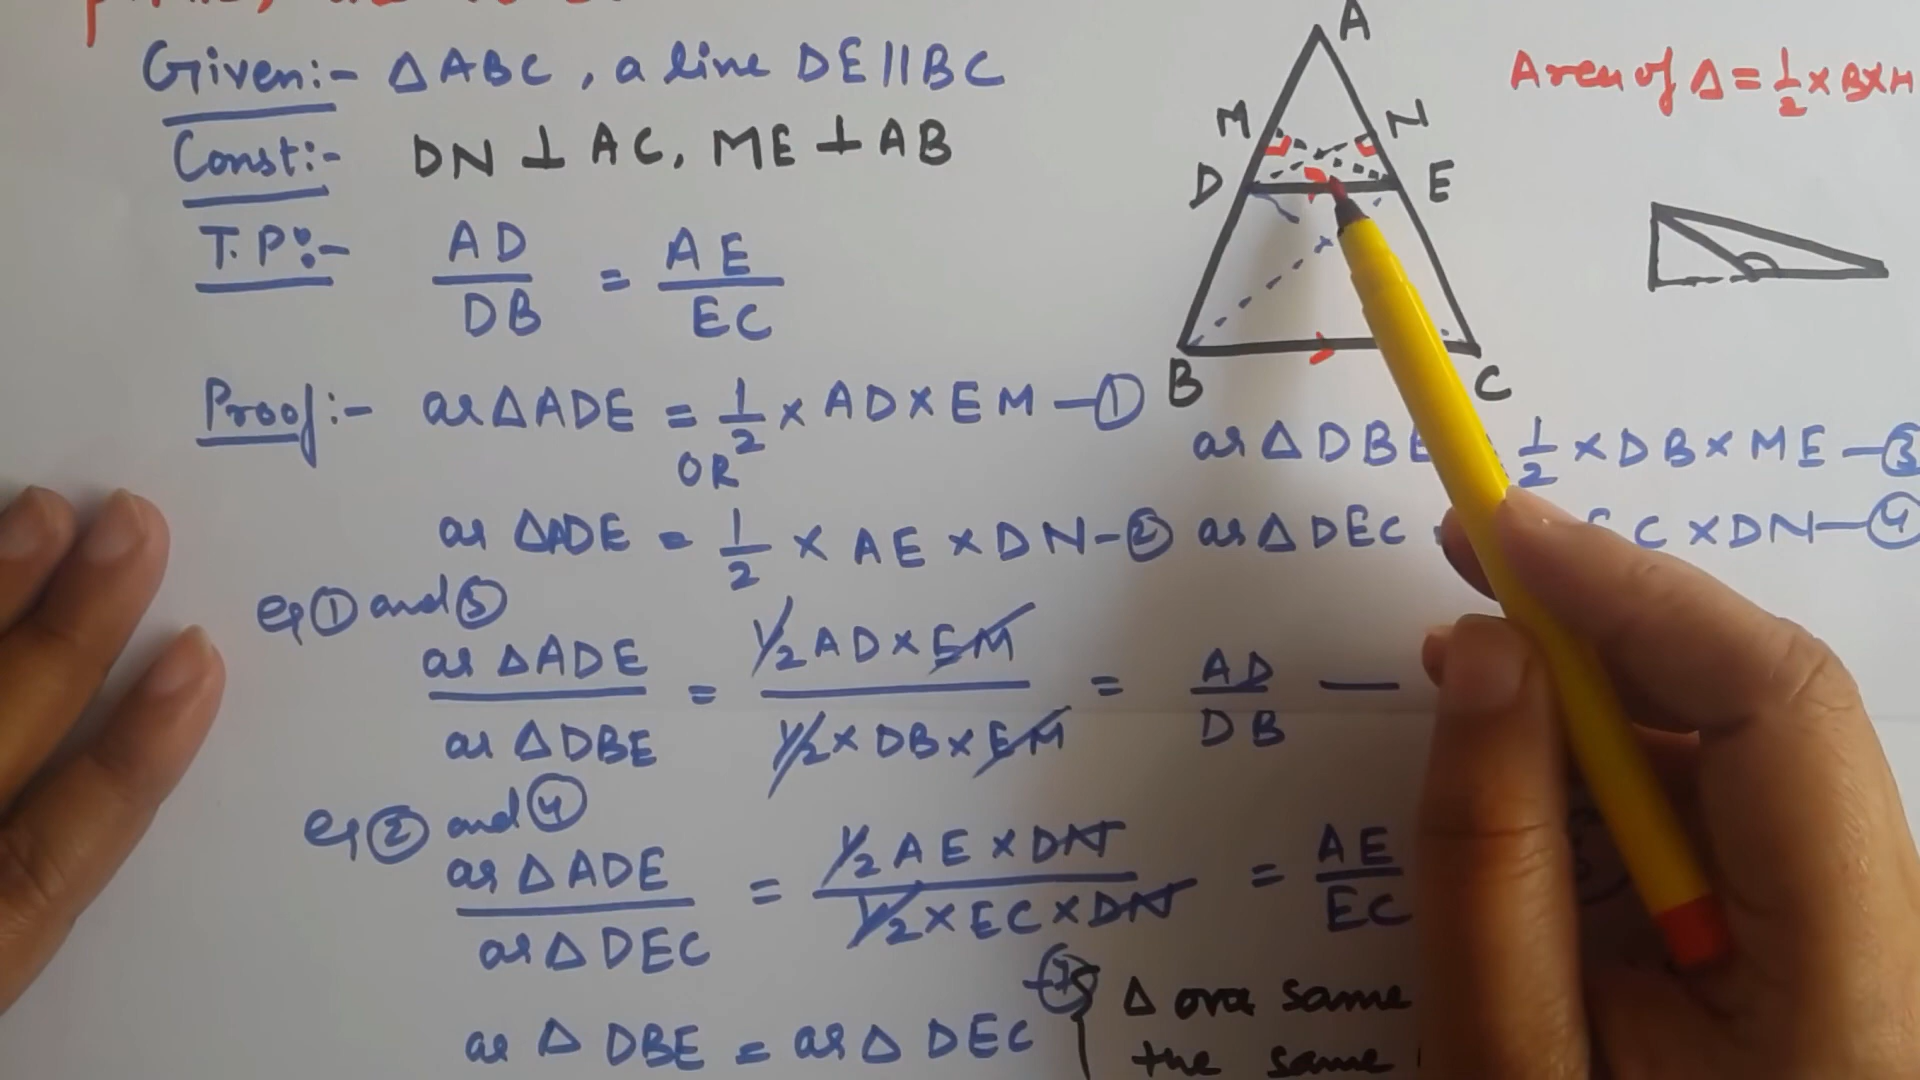 Given:- △ABC, a line DE||BC
Const:- DN ⊥ AC, ME ⊥ AB
T.P:- AD/DB = AE/EC
A
M N
D E
B C
Area of △ = 1/2 × B × H
Proof:- ar △ADE = 1/2 × AD × EM —①
OR
ar △ADE = 1/2 × AE × DN -②
ar △ DBE 1/2 × DB × ME —③
ar △ DEC C × DN —④
eq ① and ③
ar △ADE / ar △DBE = 1/2 AD × EM / 1/2 × DB × EM = AD/DB —
eq ② and ④
ar △ADE / ar △DEC = 1/2 AE × DN / 1/2 × EC × DN = AE/EC
ar △ DBE = ar △ DEC
△ over same
the same